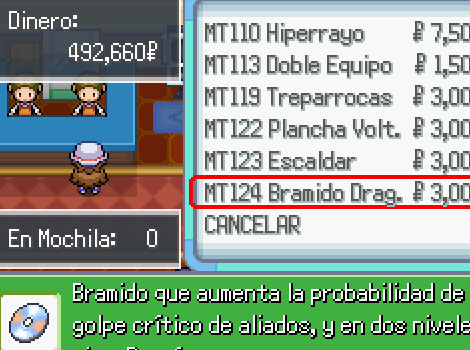 Dinero:
492,660₽
MT110 Hiperrayo ₽ 7,50
MT113 Doble Equipo ₽ 1,50
MT119 Treparrocas ₽ 3,00
MT122 Plancha Volt. ₽ 3,00
MT123 Escaldar ₽ 3,00
MT124 Bramido Drag. ₽ 3,00
CANCELAR
En Mochila: 0
Bramido que aumenta la probabilidad de
golpe crítico de aliados, y en dos nivele